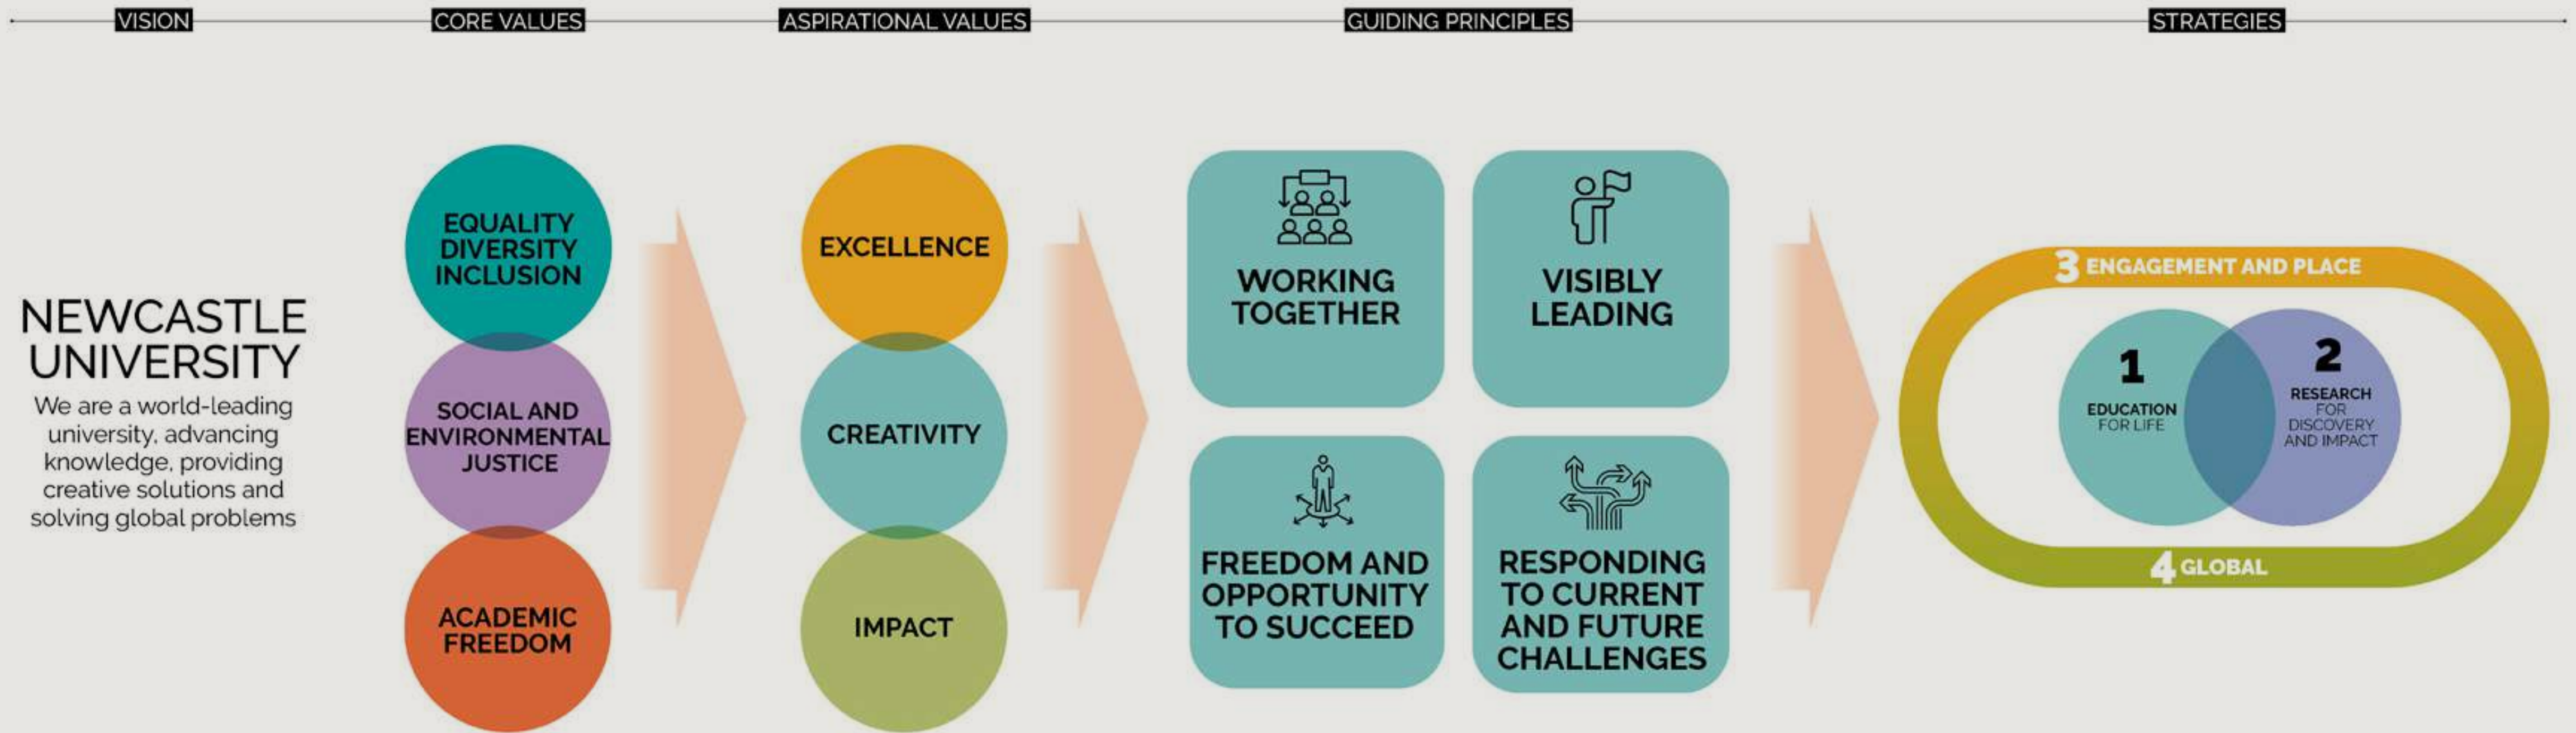 VISION
CORE VALUES
ASPIRATIONAL VALUES
GUIDING PRINCIPLES
STRATEGIES
NEWCASTLE
UNIVERSITY
We are a world-leading
university, advancing
knowledge, providing
creative solutions and
solving global problems
EQUALITY
DIVERSITY
INCLUSION
SOCIAL AND
ENVIRONMENTAL
JUSTICE
ACADEMIC
FREEDOM
EXCELLENCE
CREATIVITY
IMPACT
WORKING
TOGETHER
VISIBLY
LEADING
FREEDOM AND
OPPORTUNITY
TO SUCCEED
RESPONDING
TO CURRENT
AND FUTURE
CHALLENGES
3 ENGAGEMENT AND PLACE
1
EDUCATION
FOR LIFE
2
RESEARCH
FOR
DISCOVERY
AND IMPACT
4 GLOBAL